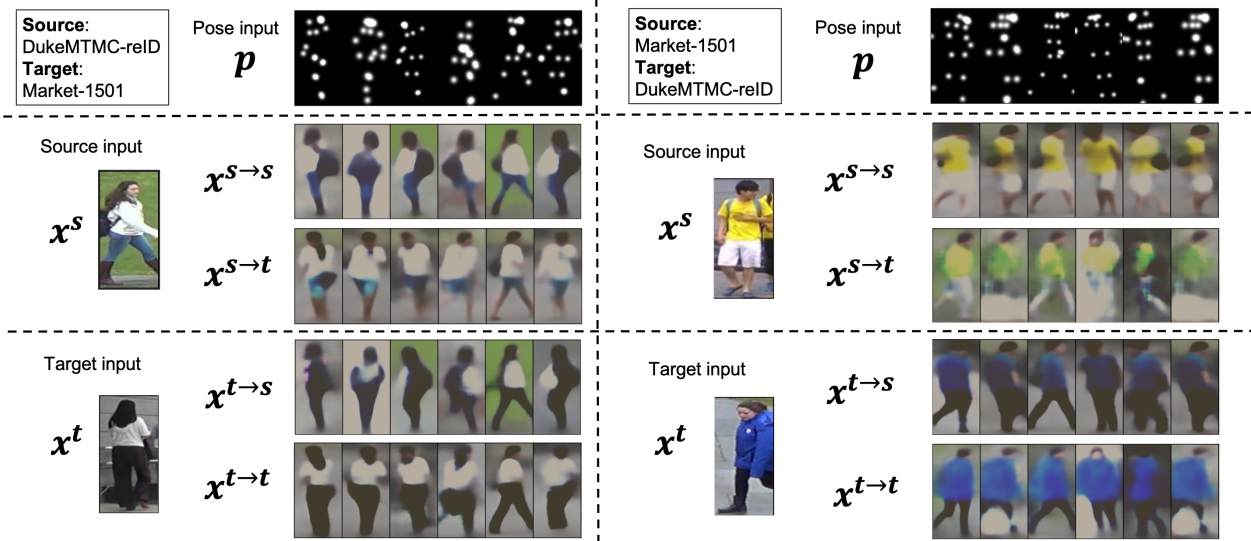 Source:
DukeMTMC-reID
Target:
Market-1501
Pose input
p
Source input
x^s
x^{s→s}
x^{s→t}
Target input
x^t
x^{t→s}
x^{t→t}
Source:
Market-1501
Target:
DukeMTMC-reID
Pose input
p
Source input
x^s
x^{s→s}
x^{s→t}
Target input
x^t
x^{t→s}
x^{t→t}